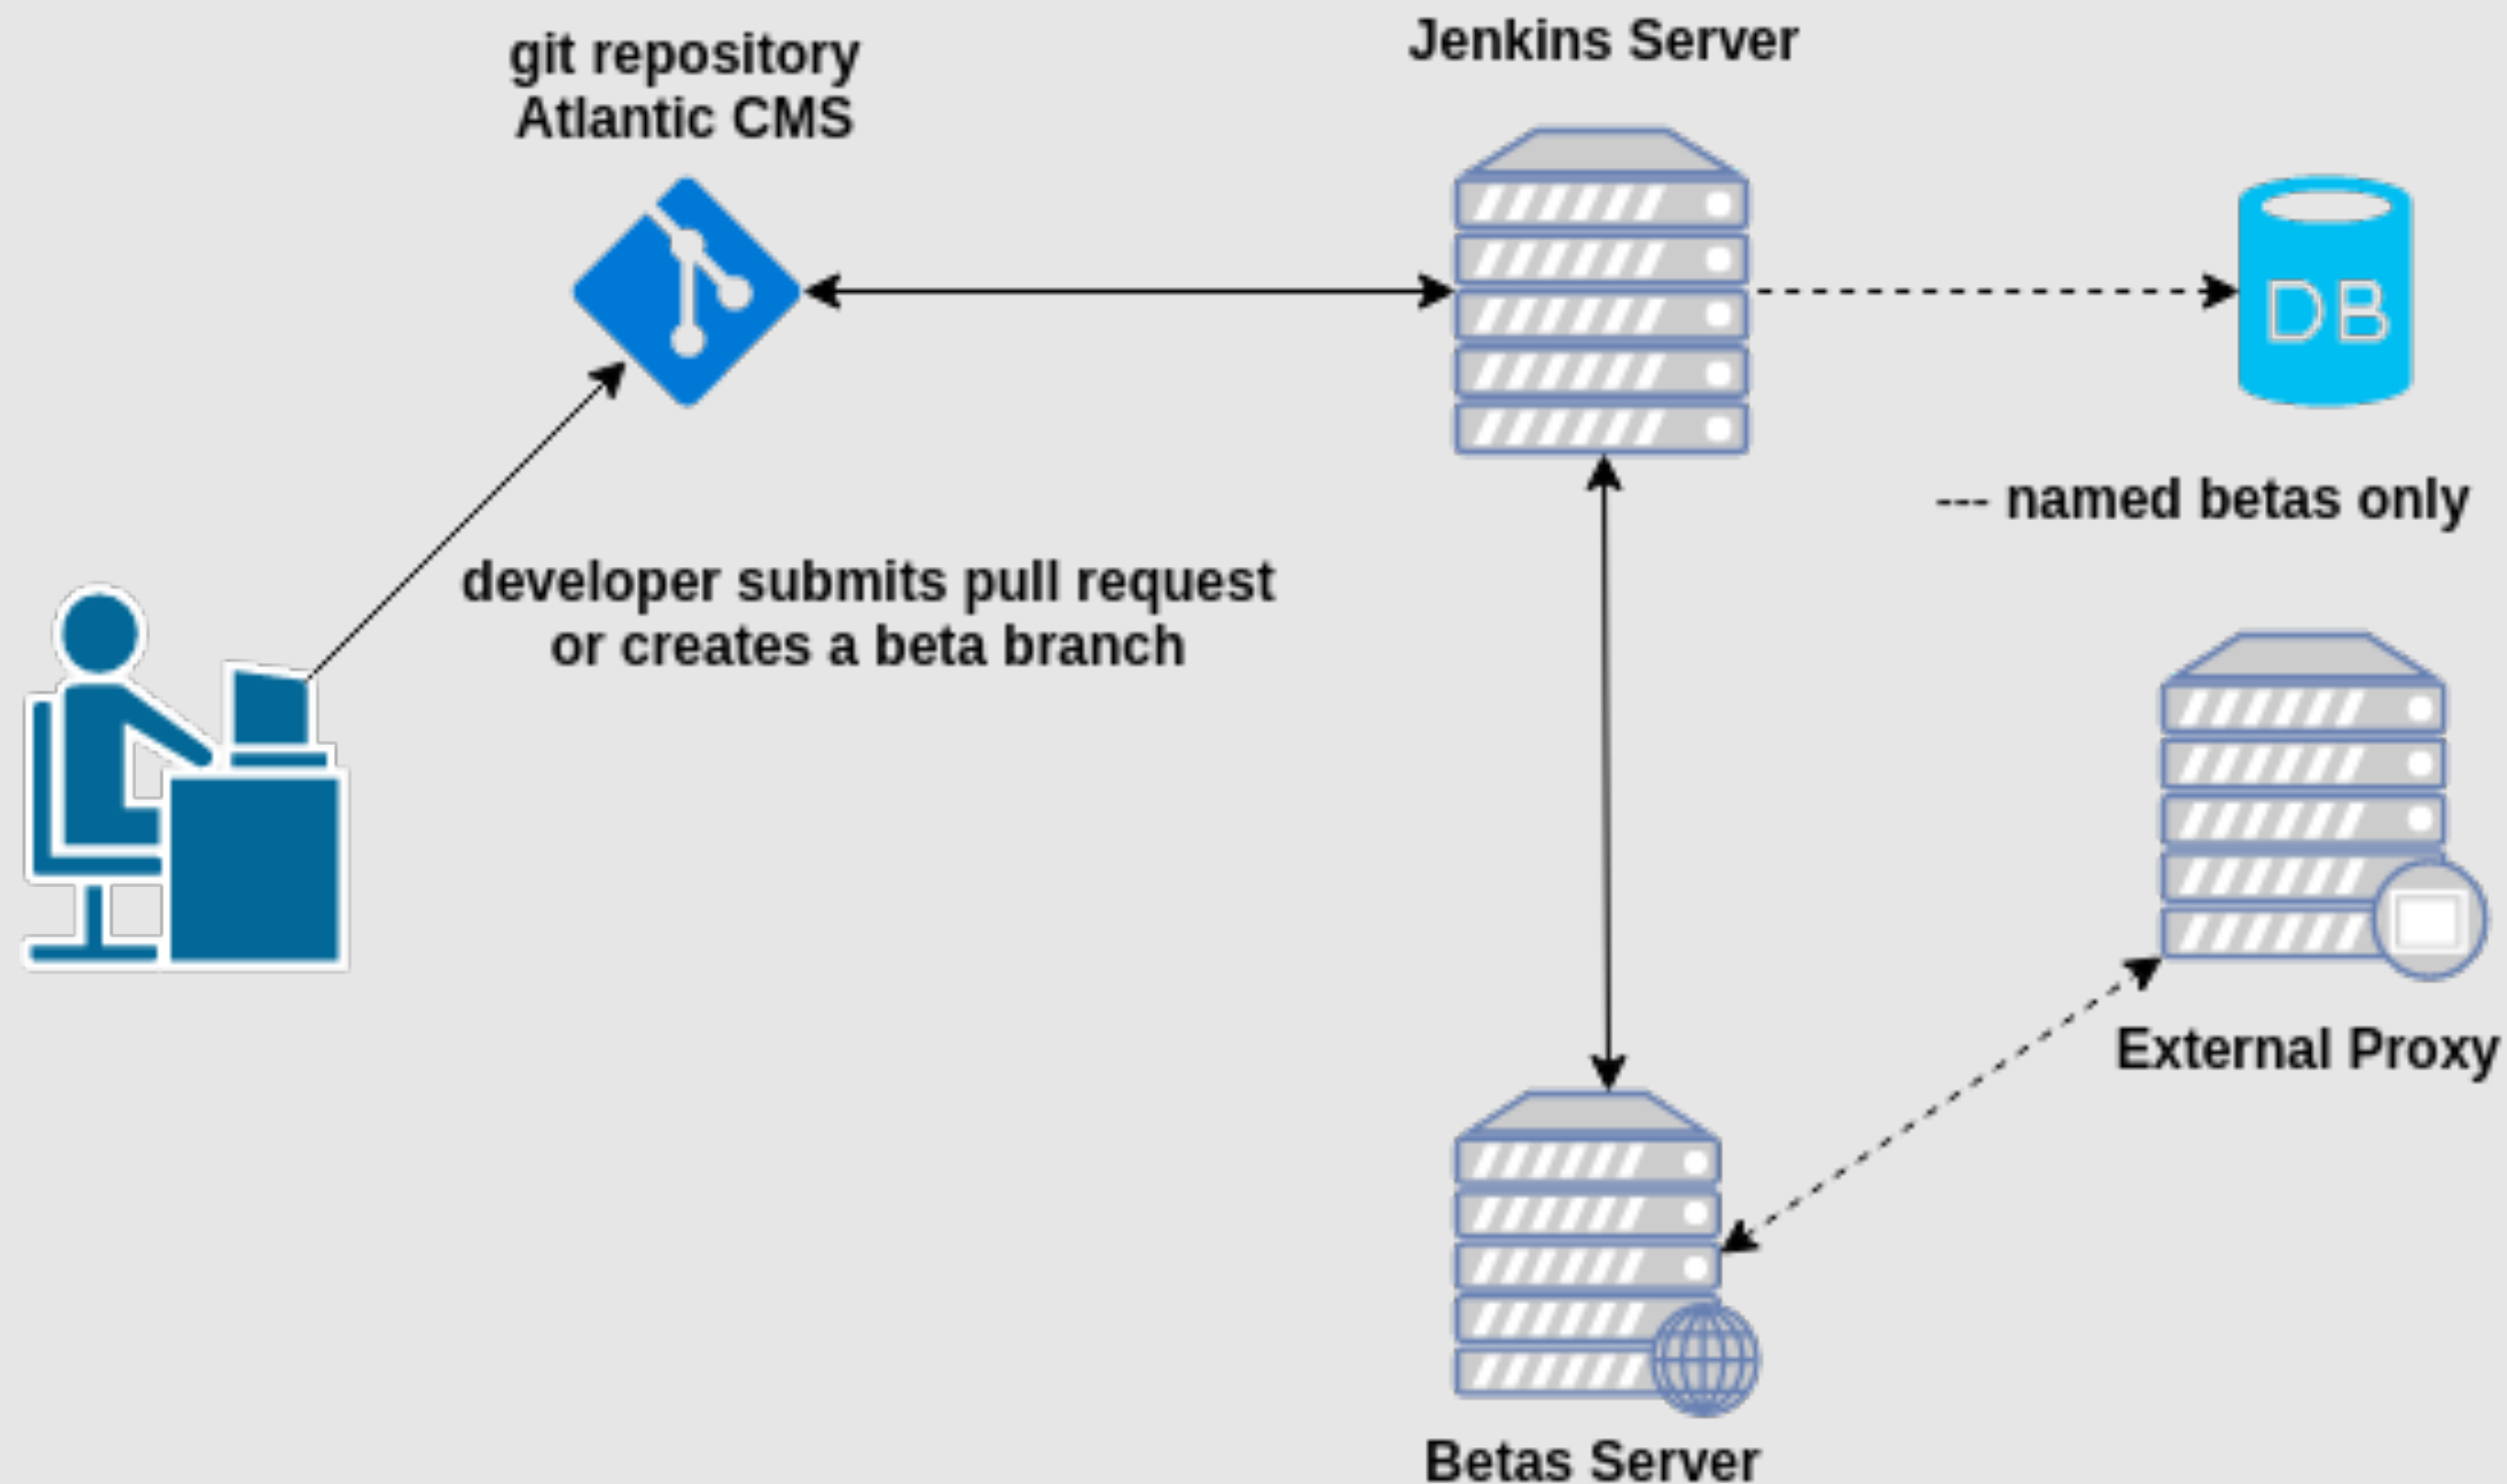 git repository
Atlantic CMS
Jenkins Server
DB
--- named betas only
developer submits pull request
or creates a beta branch
External Proxy
Betas Server